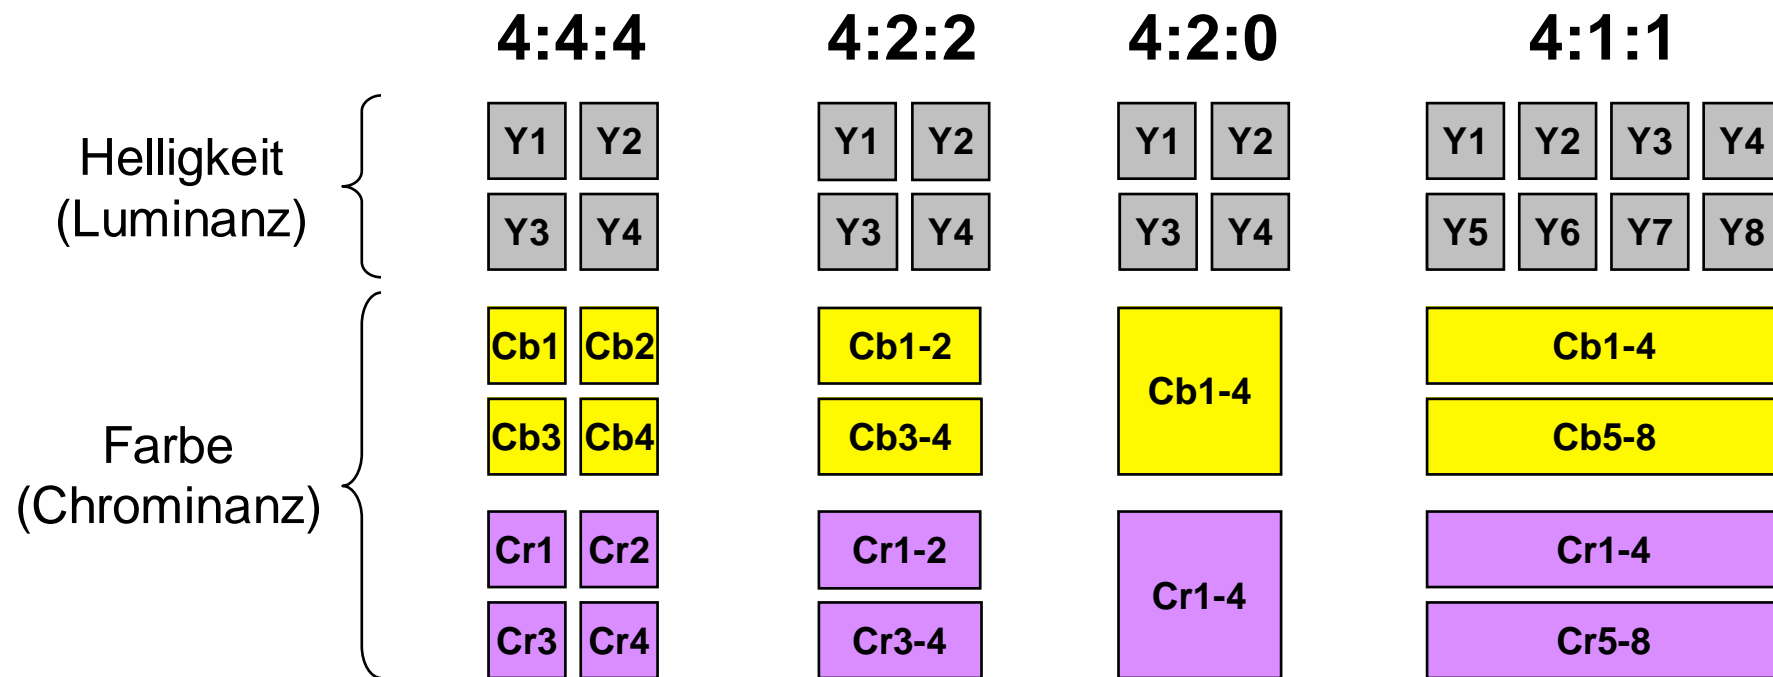 4:4:4 4:2:2 4:2:0 4:1:1
Helligkeit
(Luminanz)
Y1 Y2 Y1 Y2 Y1 Y2 Y1 Y2 Y3 Y4
Y3 Y4 Y3 Y4 Y3 Y4 Y5 Y6 Y7 Y8
Farbe
(Chrominanz)
Cb1 Cb2 Cb1-2 Cb1-4 Cb1-4
Cb3 Cb4 Cb3-4 Cb5-8
Cr1 Cr2 Cr1-2 Cr1-4 Cr1-4
Cr3 Cr4 Cr3-4 Cr5-8